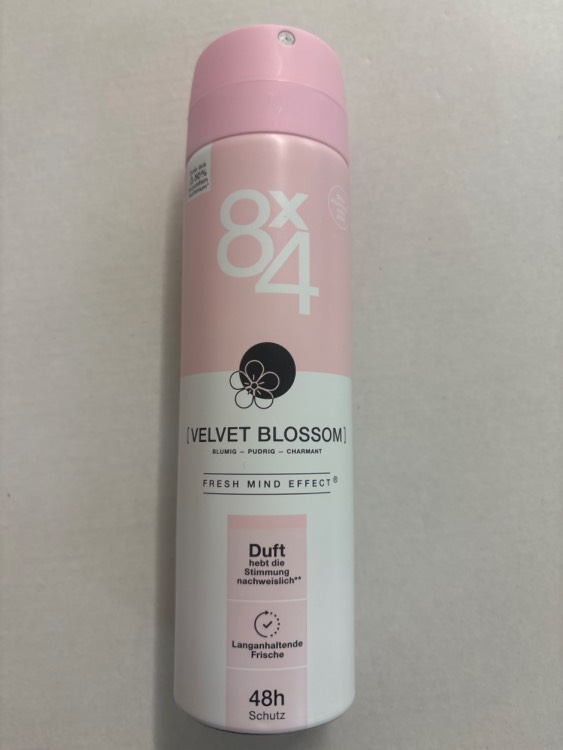 8x4
[VELVET BLOSSOM]
BLUMIG – PUDRIG – CHARMANT
FRESH MIND EFFECT®
Duft
hebt die
Stimmung
nachweislich**
Langanhaltende
Frische
48h
Schutz